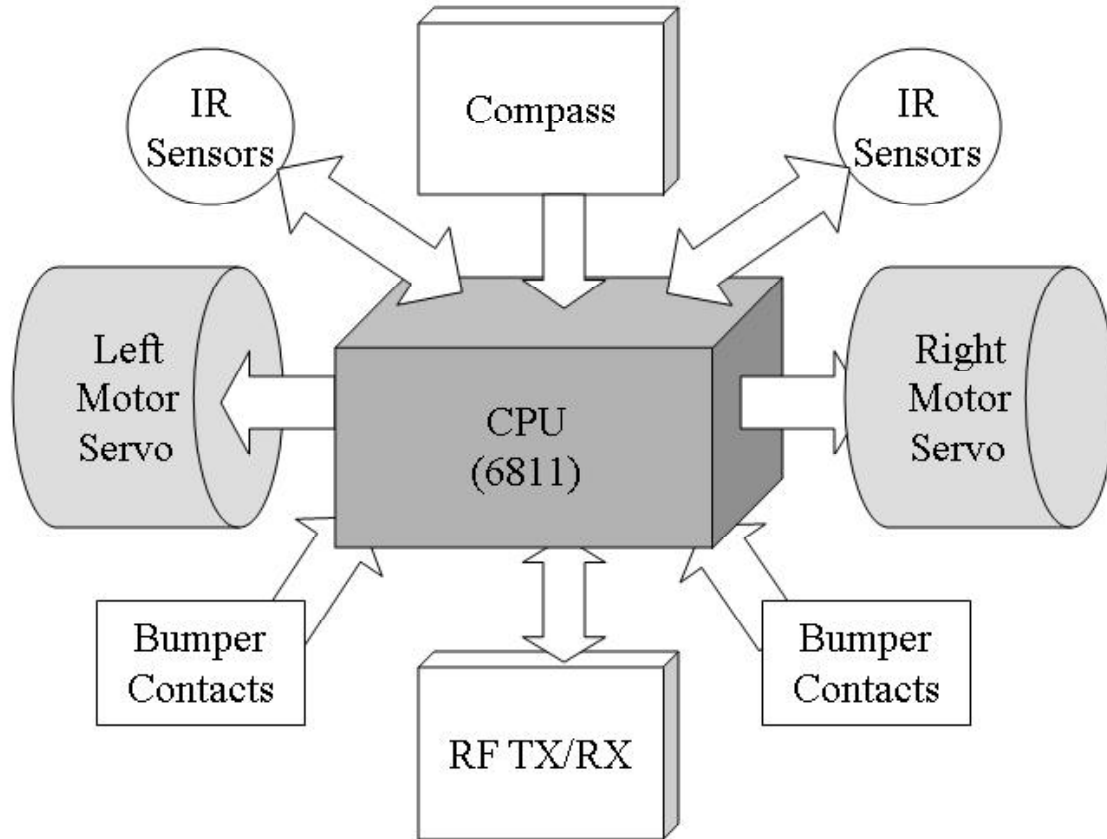 IR
Sensors
Compass
IR
Sensors
Left
Motor
Servo
CPU
(6811)
Right
Motor
Servo
Bumper
Contacts
RF TX/RX
Bumper
Contacts